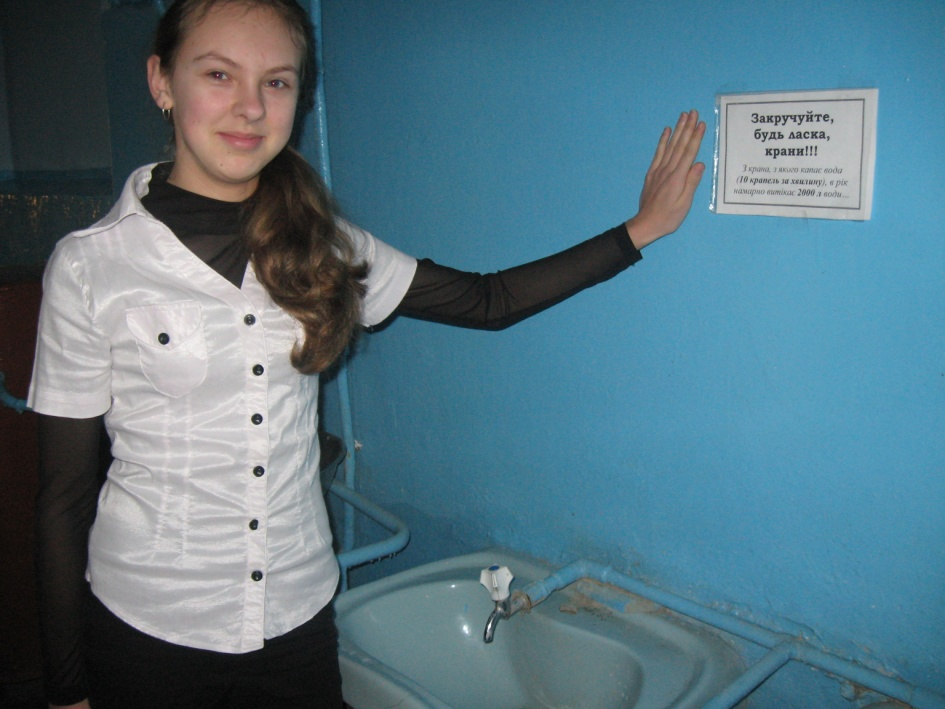 Закручуйте,
будь ласка,
крани!!!
З крана, з якого капає вода
(10 крапель за хвилину), в рік
намарно витікає 2000 л води...